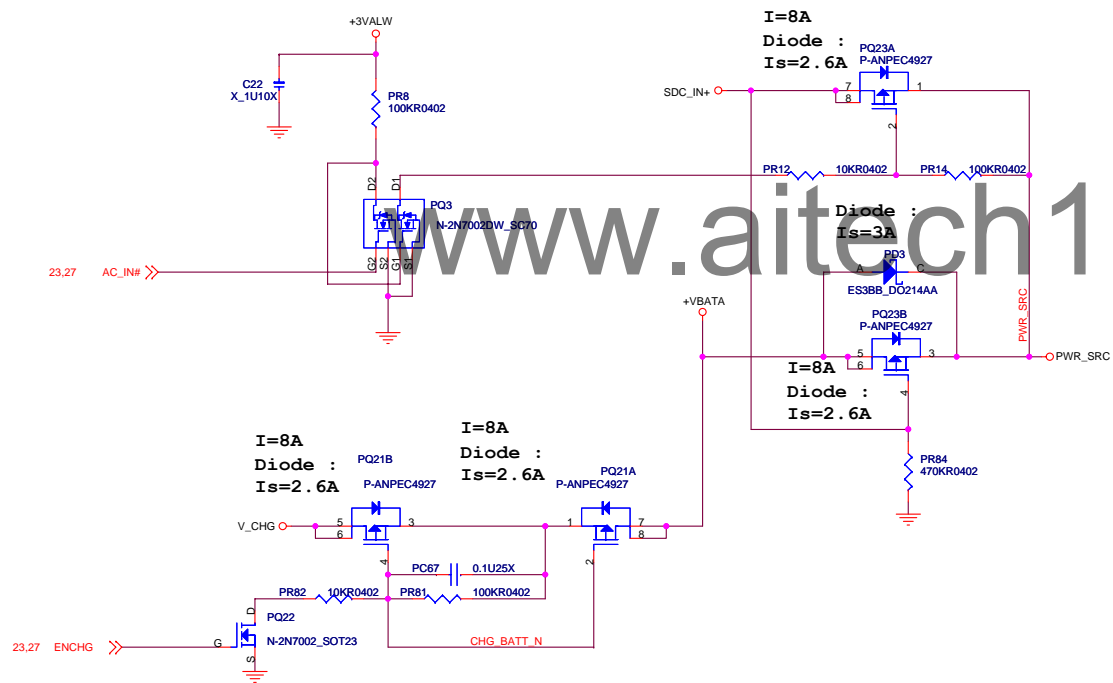 I=8A
Diode :
Is=2.6A
PQ23A
P-ANPEC4927
+3VALW
C22
X_1U10X
PR8
100KR0402
SDC_IN+
7
8
1
2
PR12
10KR0402
PR14
100KR0402
D2
D1
PQ3
N-2N7002DW_SC70
G2
S2
G1
S1
23,27 AC_IN#
www.aitech1
Diode :
Is=3A
PD3
A
C
ES3BB_DO214AA
+VBATA
PQ23B
P-ANPEC4927
PWR_SRC
5
6
3
4
PWR_SRC
I=8A
Diode :
Is=2.6A
PR84
470KR0402
I=8A
Diode :
Is=2.6A
PQ21B
P-ANPEC4927
I=8A
Diode :
Is=2.6A
PQ21A
P-ANPEC4927
V_CHG
5
6
3
4
1
7
8
2
PC67
0.1U25X
PR82
10KR0402
PR81
100KR0402
CHG_BATT_N
PQ22
N-2N7002_SOT23
D
G
S
23,27 ENCHG